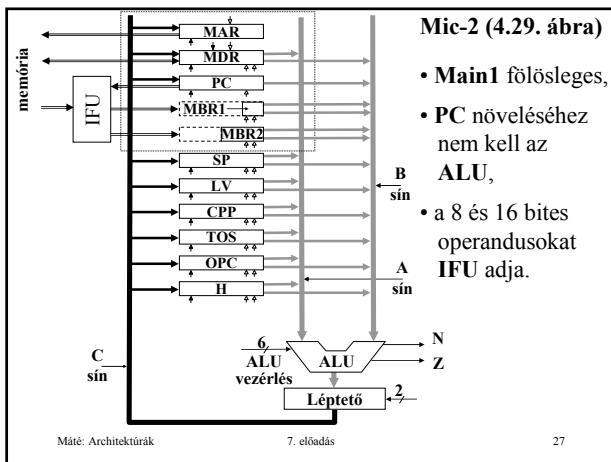 memória
IFU
MAR
MDR
PC
MBR1
MBR2
SP
LV
CPP
TOS
OPC
H
B
sín
A
sín
C
sín
6
ALU
vezérlés
ALU
N
Z
Léptető
2
Mic-2 (4.29. ábra)
• Main1 fölösleges,
• PC növeléséhez
nem kell az
ALU,
• a 8 és 16 bites
operandusokat
IFU adja.
Máté: Architektúrák 7. előadás 27